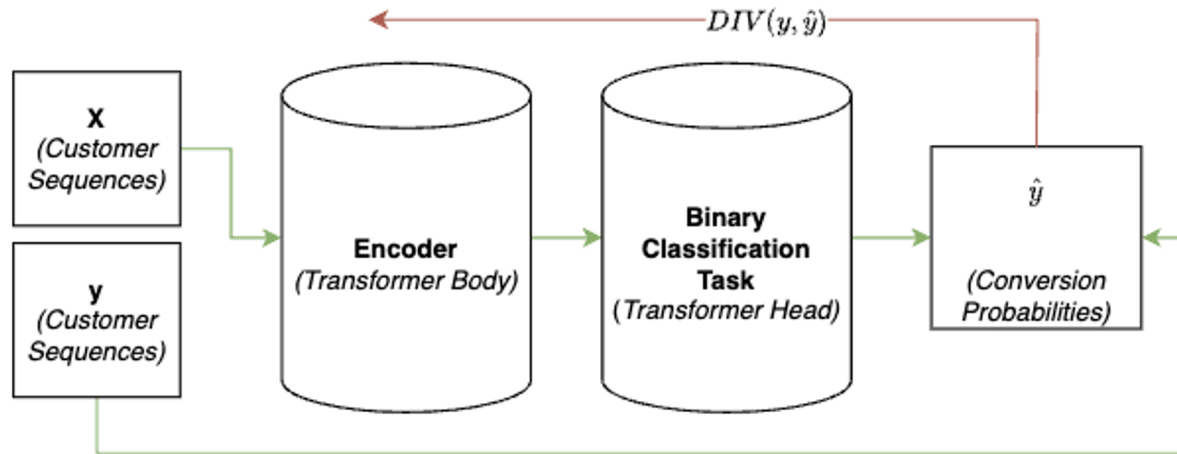 DIV(y, ŷ)
X
(Customer
Sequences)
y
(Customer
Sequences)
Encoder
(Transformer Body)
Binary
Classification
Task
(Transformer Head)
ŷ
(Conversion
Probabilities)